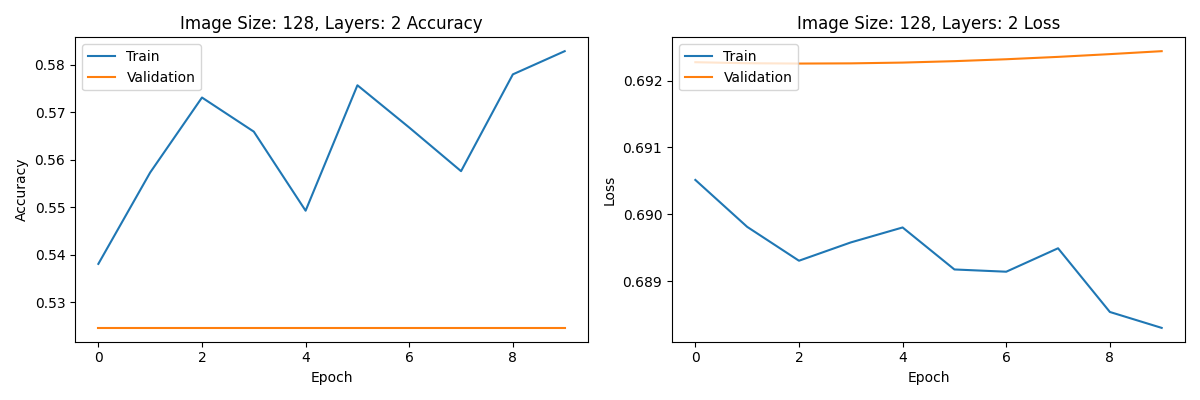 Image Size: 128, Layers: 2 Accuracy
Train
Validation
0.58
0.57
0.56
0.55
0.54
0.53
Accuracy
0
2
4
6
8
Epoch
Image Size: 128, Layers: 2 Loss
Train
Validation
0.692
0.691
0.690
0.689
Loss
0
2
4
6
8
Epoch